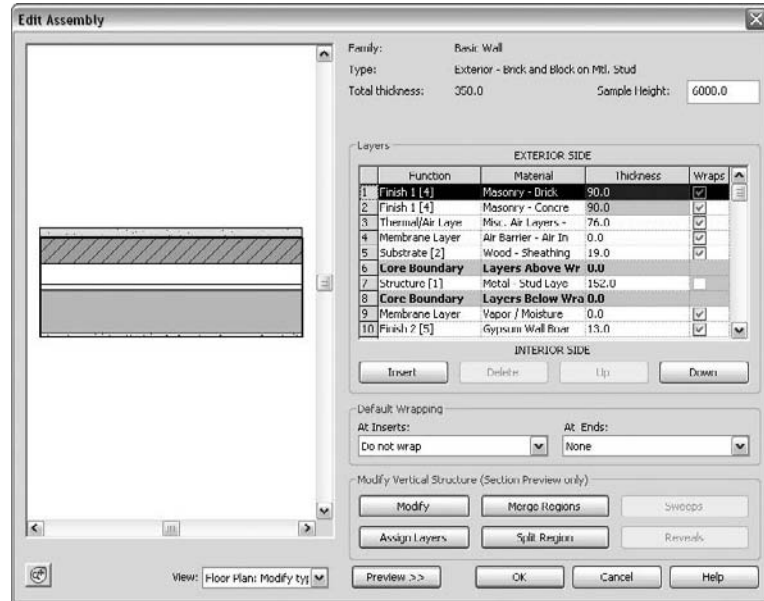 Edit Assembly
Family: Basic Wall
Type: Exterior - Brick and Block on Mtl. Stud
Total thickness: 350.0 Sample Height: 6000.0
Layers
EXTERIOR SIDE
Function Material Thickness Wraps
1 Finish 1 [4] Masonry - Brick 90.0
2 Finish 1 [4] Masonry - Concre 90.0
3 Thermal/Air Laye Misc. Air Layers - 76.0
4 Membrane Layer Air Barrier - Air In 0.0
5 Substrate [2] Wood - Sheathing 19.0
6 Core Boundary Layers Above Wr 0.0
7 Structure [1] Metal - Stud Laye 152.0
8 Core Boundary Layers Below Wra 0.0
9 Membrane Layer Vapor / Moisture 0.0
10 Finish 2 [5] Gypsum Wall Boar 13.0
INTERIOR SIDE
Insert Delete Up Down
Default Wrapping
At Inserts: At Ends:
Do not wrap None
Modify Vertical Structure (Section Preview only)
Modify Merge Regions Sweeps
Assign Layers Split Region Reveals
View: Floor Plan: Modify typ Preview >> OK Cancel Help